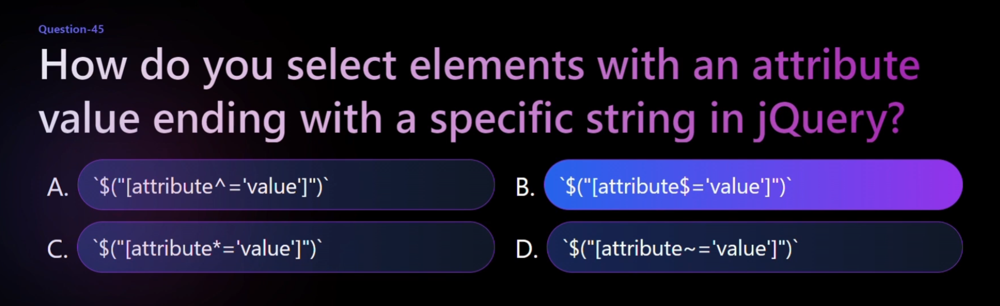 Question-45
How do you select elements with an attribute
value ending with a specific string in jQuery?
A. `$("[attribute^='value']")`
B. `$("[attribute$='value']")`
C. `$("[attribute*='value']")`
D. `$("[attribute~='value']")`